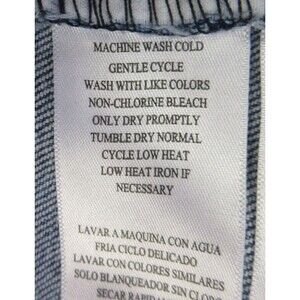 MACHINE WASH COLD
GENTLE CYCLE
WASH WITH LIKE COLORS
NON-CHLORINE BLEACH
ONLY DRY PROMPTLY
TUMBLE DRY NORMAL
CYCLE LOW HEAT
LOW HEAT IRON IF
NECESSARY
LAVAR A MAQUINA CON AGUA
FRIA CICLO DELICADO
LAVAR CON COLORES SIMILARES
SOLO BLANQUEADOR SIN
SECAR